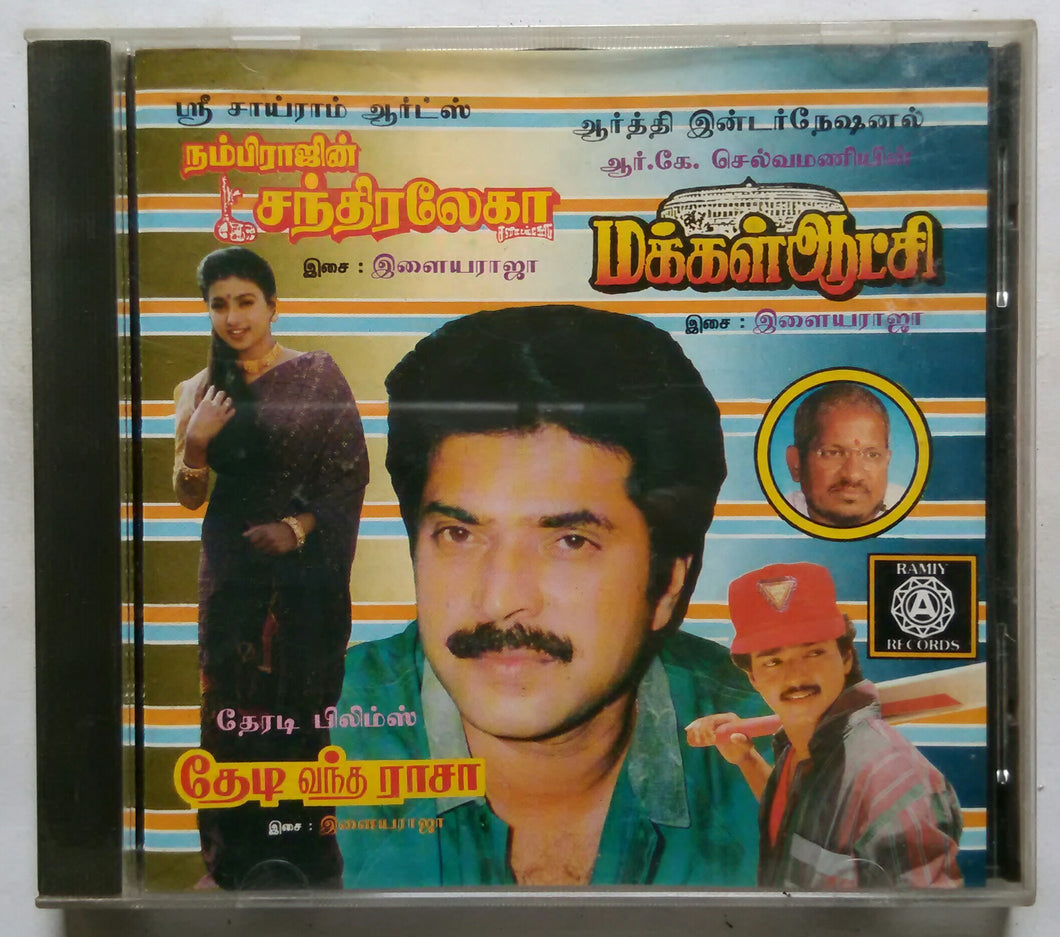 ஸ்ரீ சாய்ராம் ஆர்ட்ஸ்
நம்பிராஜின்
சந்திரலேகா
இசை : இளையராஜா
ஆர்த்தி இன்டர்நேஷனல்
ஆர்.கே. செல்வமணியின்
மக்கள் ஆட்சி
இசை : இளையராஜா
RAMIY
A
RECORDS
தேரடி பிலிம்ஸ்
தேடி வந்த ராசா
இசை : இளையராஜா